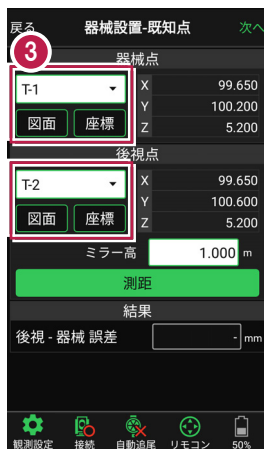 戻る 器械設置-既知点 次へ
3
器械点
T-1
X 99.650
Y 100.200
Z 5.200
図面 座標
後視点
T-2
X 99.650
Y 100.600
Z 5.200
図面 座標
ミラー高 1.000 m
測距
結果
後視 - 器械 誤差 - mm
観測設定 接続 自動追尾 リモコン 50%